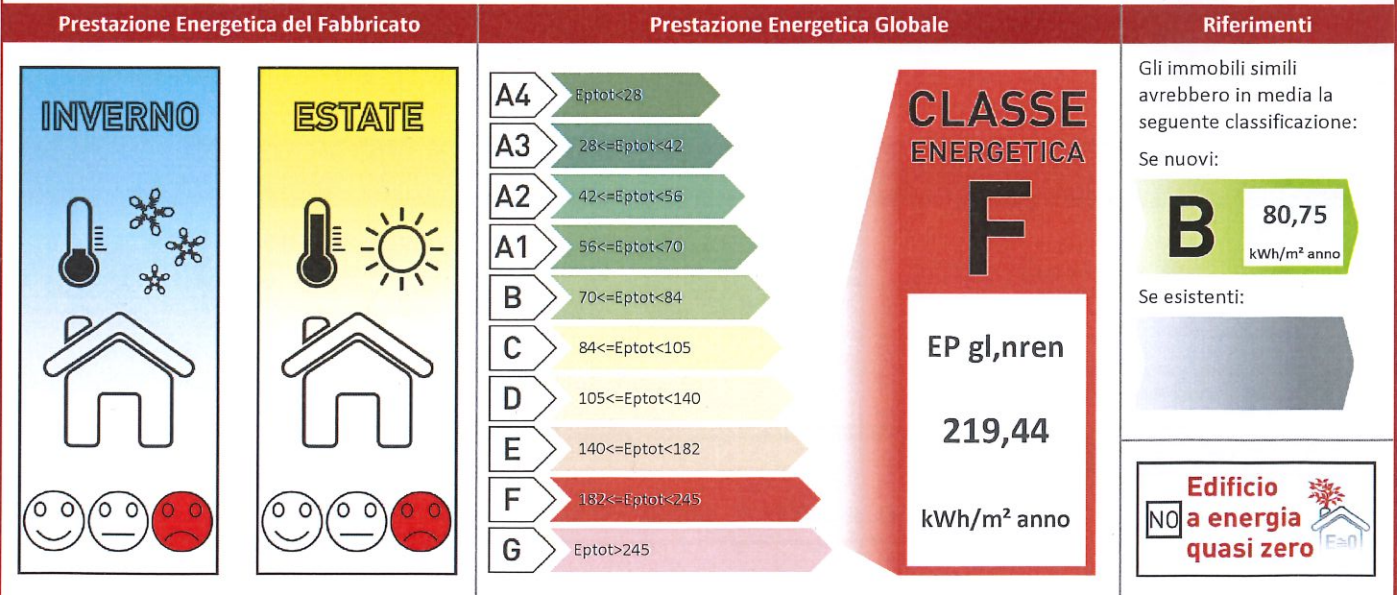 Prestazione Energetica del Fabbricato
Prestazione Energetica Globale
Riferimenti
INVERNO
ESTATE
A4 Eptot<28
A3 28<=Eptot<42
A2 42<=Eptot<56
A1 56<=Eptot<70
B 70<=Eptot<84
C 84<=Eptot<105
D 105<=Eptot<140
E 140<=Eptot<182
F 182<=Eptot<245
G Eptot>245
CLASSE
ENERGETICA
F
EP gl,nren
219,44
kWh/m² anno
Gli immobili simili
avrebbero in media la
seguente classificazione:
Se nuovi:
B
80,75
kWh/m² anno
Se esistenti:
NO
Edificio
a energia
quasi zero
E≅0